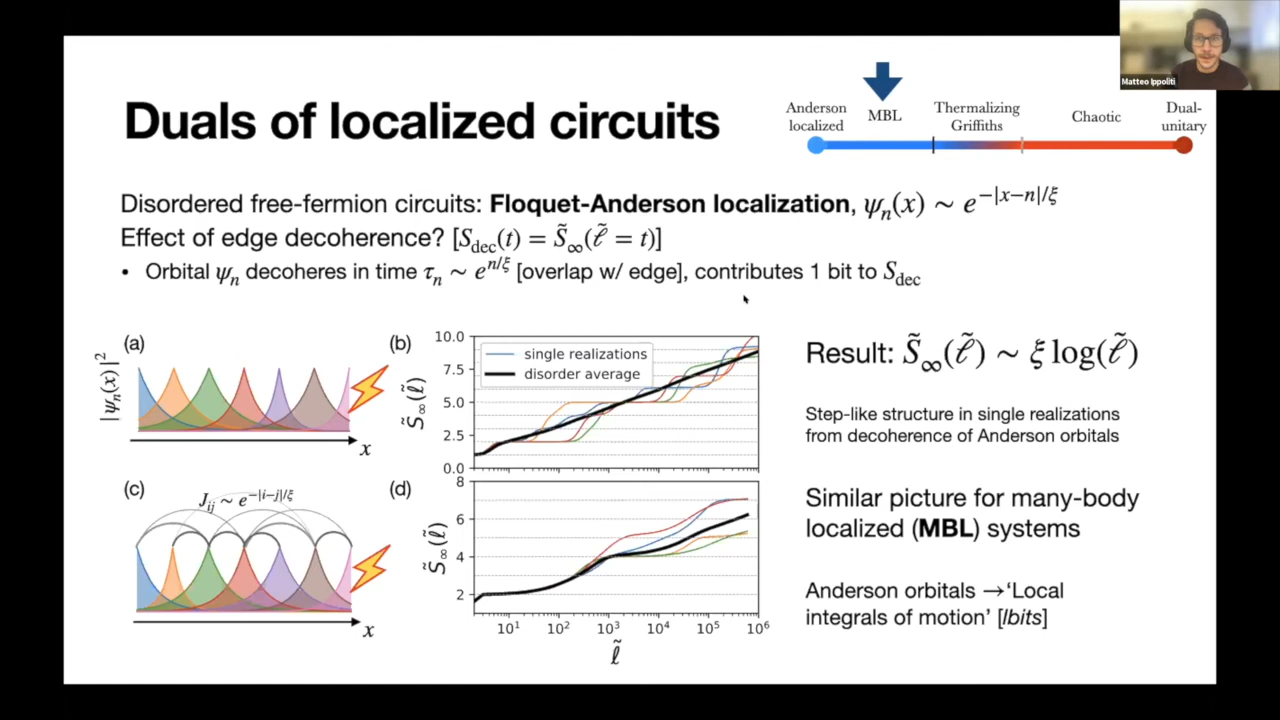 Matteo Ippoliti
Duals of localized circuits
Anderson localized
MBL
Thermalizing Griffiths
Chaotic
Dual-unitary
Disordered free-fermion circuits: Floquet-Anderson localization, ψₙ(x) ~ e^{−|x−n|/ξ}
Effect of edge decoherence? [S_dec(t) = S̃_∞(ℓ̃ = t)]
• Orbital ψₙ decoheres in time τₙ ~ e^{n/ξ} [overlap w/ edge], contributes 1 bit to S_dec
(a)
|ψₙ(x)|²
x
(b)
S̃_∞(ℓ̃)
10.0
7.5
5.0
2.5
0.0
single realizations
disorder average
Result: S̃_∞(ℓ̃) ~ ξ log(ℓ̃)
Step-like structure in single realizations
from decoherence of Anderson orbitals
(c)
J_{ij} ~ e^{−|i−j|/ξ}
x
(d)
S̃_∞(ℓ̃)
8
6
4
2
10¹ 10² 10³ 10⁴ 10⁵ 10⁶
ℓ̃
Similar picture for many-body
localized (MBL) systems
Anderson orbitals →‘Local
integrals of motion’ [lbits]